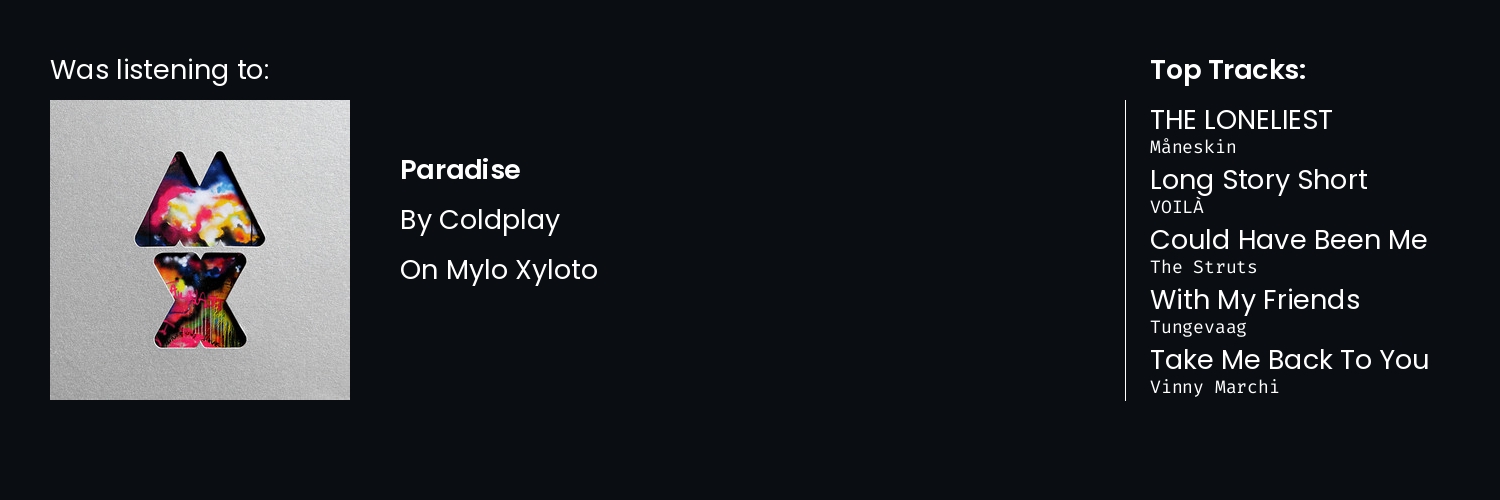 Was listening to:
Paradise
By Coldplay
On Mylo Xyloto
Top Tracks:
THE LONELIEST
Måneskin
Long Story Short
VOILÀ
Could Have Been Me
The Struts
With My Friends
Tungevaag
Take Me Back To You
Vinny Marchi